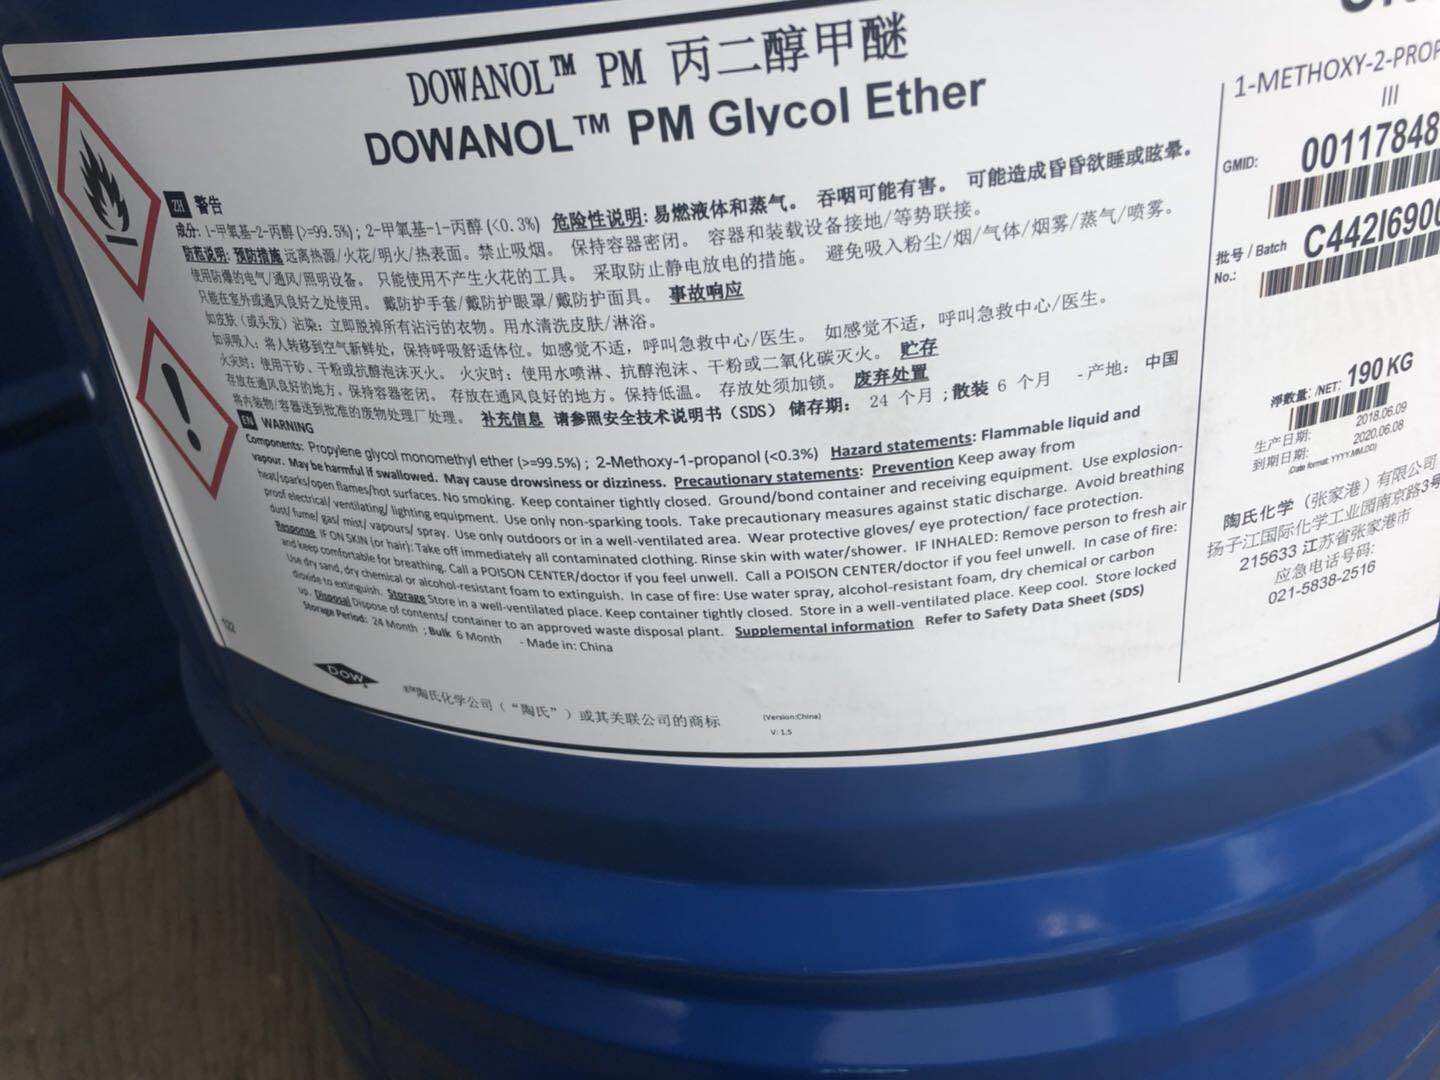 DOWANOL™ PM 丙二醇甲醚
DOWANOL™ PM Glycol Ether
ZH 警告
成分: 1-甲氧基-2-丙醇(>=99.5%) ; 2-甲氧基-1-丙醇(<0.3%) 危险性说明: 易燃液体和蒸气。 吞咽可能有害。 可能造成昏昏欲睡或眩晕。
防范说明: 预防措施 远离热源/火花/明火/热表面。禁止吸烟。 保持容器密闭。 容器和装载设备接地/等势联接。
使用防爆的电气/通风/照明设备。 只能使用不产生火花的工具。 采取防止静电放电的措施。 避免吸入粉尘/烟/气体/烟雾/蒸气/喷雾。
只能在室外或通风良好之处使用。 戴防护手套/戴防护眼罩/戴防护面具。 事故响应
如皮肤(或头发)沾染: 立即脱掉所有沾污的衣物。用水清洗皮肤/淋浴。
如误吸入: 将人转移到空气新鲜处, 保持呼吸舒适体位。如感觉不适, 呼叫急救中心/医生。 如感觉不适, 呼叫急救中心/医生。
火灾时: 使用干砂、干粉或抗醇泡沫灭火。 火灾时: 使用水喷淋、抗醇泡沫、干粉或二氧化碳灭火。 贮存
存放在通风良好的地方。保持容器密闭。 存放在通风良好的地方。保持低温。 存放处须加锁。 废弃处置
将内装物/容器送到批准的废物处理厂处理。 补充信息 请参照安全技术说明书 (SDS) 储存期: 24 个月 ; 散装 6 个月 - 产地: 中国
EN WARNING
Components: Propylene glycol monomethyl ether (>=99.5%) ; 2-Methoxy-1-propanol (<0.3%) Hazard statements: Flammable liquid and
vapour. May be harmful if swallowed. May cause drowsiness or dizziness. Precautionary statements: Prevention Keep away from
heat/sparks/open flames/hot surfaces. No smoking. Keep container tightly closed. Ground/bond container and receiving equipment. Use explosion-
proof electrical/ ventilating/ lighting equipment. Use only non-sparking tools. Take precautionary measures against static discharge. Avoid breathing
dust/ fume/ gas/ mist/ vapours/ spray. Use only outdoors or in a well-ventilated area. Wear protective gloves/ eye protection/ face protection.
Response IF ON SKIN (or hair): Take off immediately all contaminated clothing. Rinse skin with water/shower. IF INHALED: Remove person to fresh air
and keep comfortable for breathing. Call a POISON CENTER/doctor if you feel unwell. Call a POISON CENTER/doctor if you feel unwell. In case of fire:
Use dry sand, dry chemical or alcohol-resistant foam to extinguish. In case of fire: Use water spray, alcohol-resistant foam, dry chemical or carbon
dioxide to extinguish. Storage Store in a well-ventilated place. Keep container tightly closed. Store in a well-ventilated place. Keep cool. Store locked
up. Disposal Dispose of contents/ container to an approved waste disposal plant. Supplemental information Refer to Safety Data Sheet (SDS)
Storage Period: 24 Month ; Bulk 6 Month - Made in: China
122
DOW
®™陶氏化学公司 (“陶氏”) 或其关联公司的商标
(Version:China)
V: 1.5
1-METHOXY-2-PROP
III
GMID: 00117848
批号 / Batch No.: C442I6900
淨數量: /NET: 190 KG
生产日期: 2018.06.09
到期日期: 2020.06.08
(Date format: YYYY.MM.DD)
陶氏化学 (张家港) 有限公司
扬子江国际化学工业园南京路3号
215633 江苏省张家港市
应急电话号码:
021-5838-2516